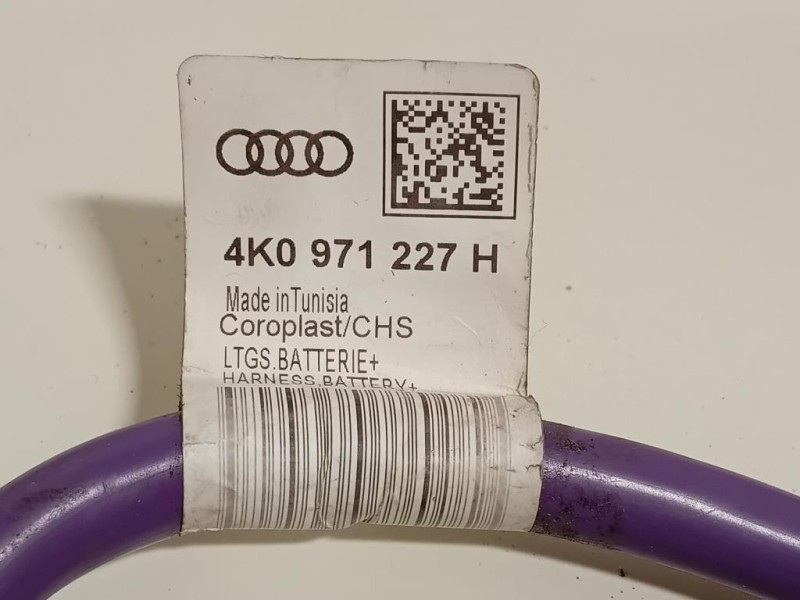 4K0 971 227 H
Made in Tunisia
Coroplast/CHS
LTGS.BATTERIE+
HARNESS.BATTERY+